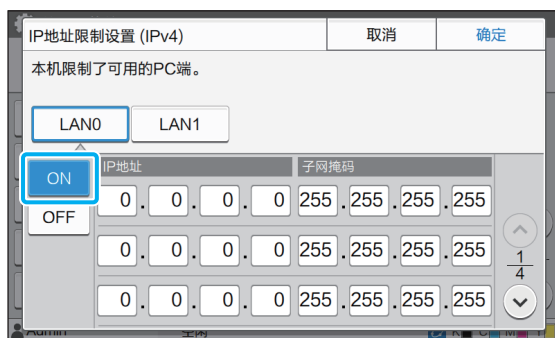 IP地址限制设置 (IPv4) 取消 确定
本机限制了可用的PC端。
LAN0 LAN1
IP地址 子网掩码
ON
0. 0. 0. 0 255.255.255.255
OFF
0. 0. 0. 0 255.255.255.255
1
4
0. 0. 0. 0 255.255.255.255
Admin 空闲 K C M Y